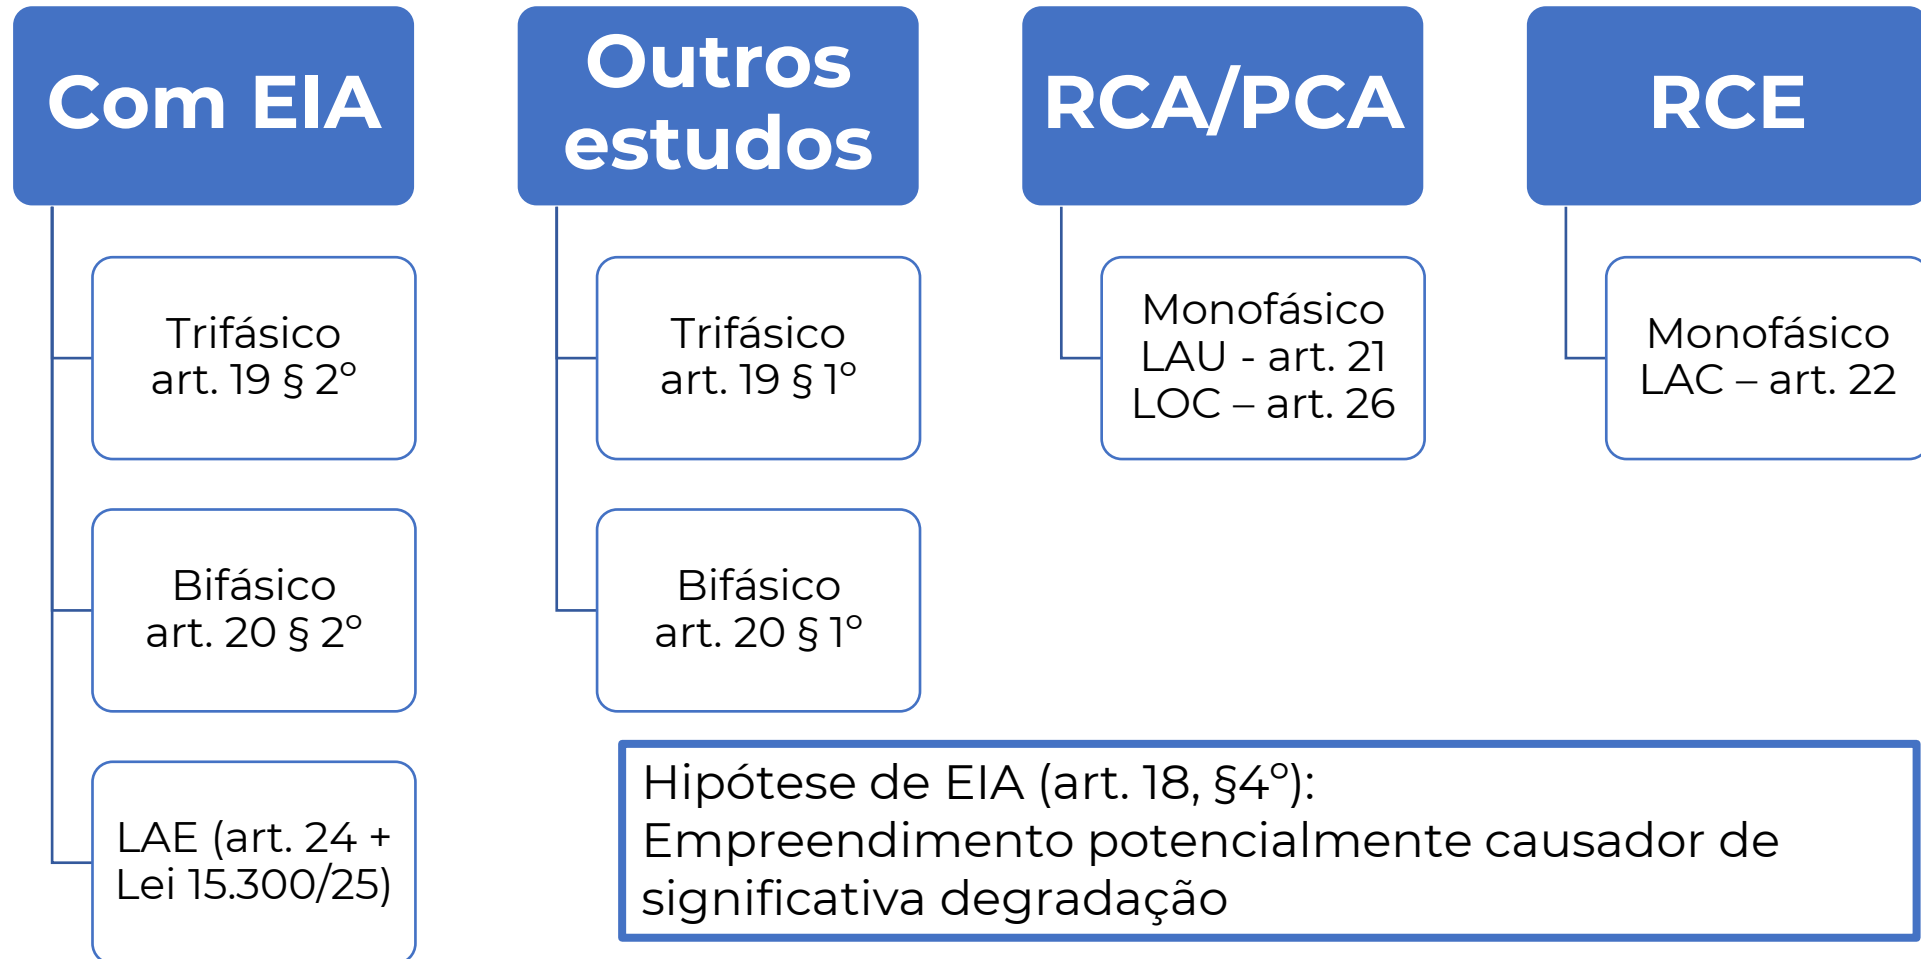 Com EIA
Trifásico
art. 19 § 2º
Bifásico
art. 20 § 2º
LAE (art. 24 +
Lei 15.300/25)
Outros
estudos
Trifásico
art. 19 § 1º
Bifásico
art. 20 § 1º
RCA/PCA
Monofásico
LAU - art. 21
LOC – art. 26
RCE
Monofásico
LAC – art. 22
Hipótese de EIA (art. 18, §4º):
Empreendimento potencialmente causador de
significativa degradação